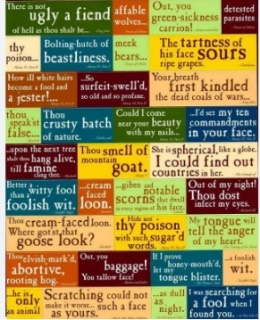 There is not
ugly a fiend
of hell as thou shalt be...
affable
wolves...
Out, you
green-sickness
carrion!
detested
parasites
thy
poison...
Bolting-hutch of
beastliness.
meek
bears...
The tartness of
his face sours
ripe grapes.
How ill white hairs
become a fool and
a jester!...
...So
surfeit-swell'd,
so old and so profane.
Your breath
first kindled
the dead coals of wars...
thou
speak'st
false.
Thou
crusty batch
of nature.
Could I come
near your beauty
with my nails...
...I'd set my ten
commandments
in your face.
...upon the next tree
shalt thou hang alive,
till famine
cling thee.
Thou smell of
mountain
goat.
She is spherical, like a globe.
I could find out
countries in her.
Better a
witty fool
than a
foolish wit.
...cream
faced
loon.
...gibes and
notable
scorns
that dwell
in every region of his face.
Out of my sight!
Thou dost
infect my eyes.
Thou cream-faced loon.
Where got'st thou that
goose look?
Hide not
thy poison
with such sugar'd
words.
My tongue will
tell the anger
of my heart.
Thou elvish-mark'd,
abortive,
rooting hog.
Out, you
baggage!
You tallow face!
If I prove
honey-mouth'd,
let my
tongue blister.
...a foolish
wit.
...he is
only
an animal
Scratching could not
make it worse,
such a face
as yours.
...as dull
as night.
I was searching for
a fool when I
found you.